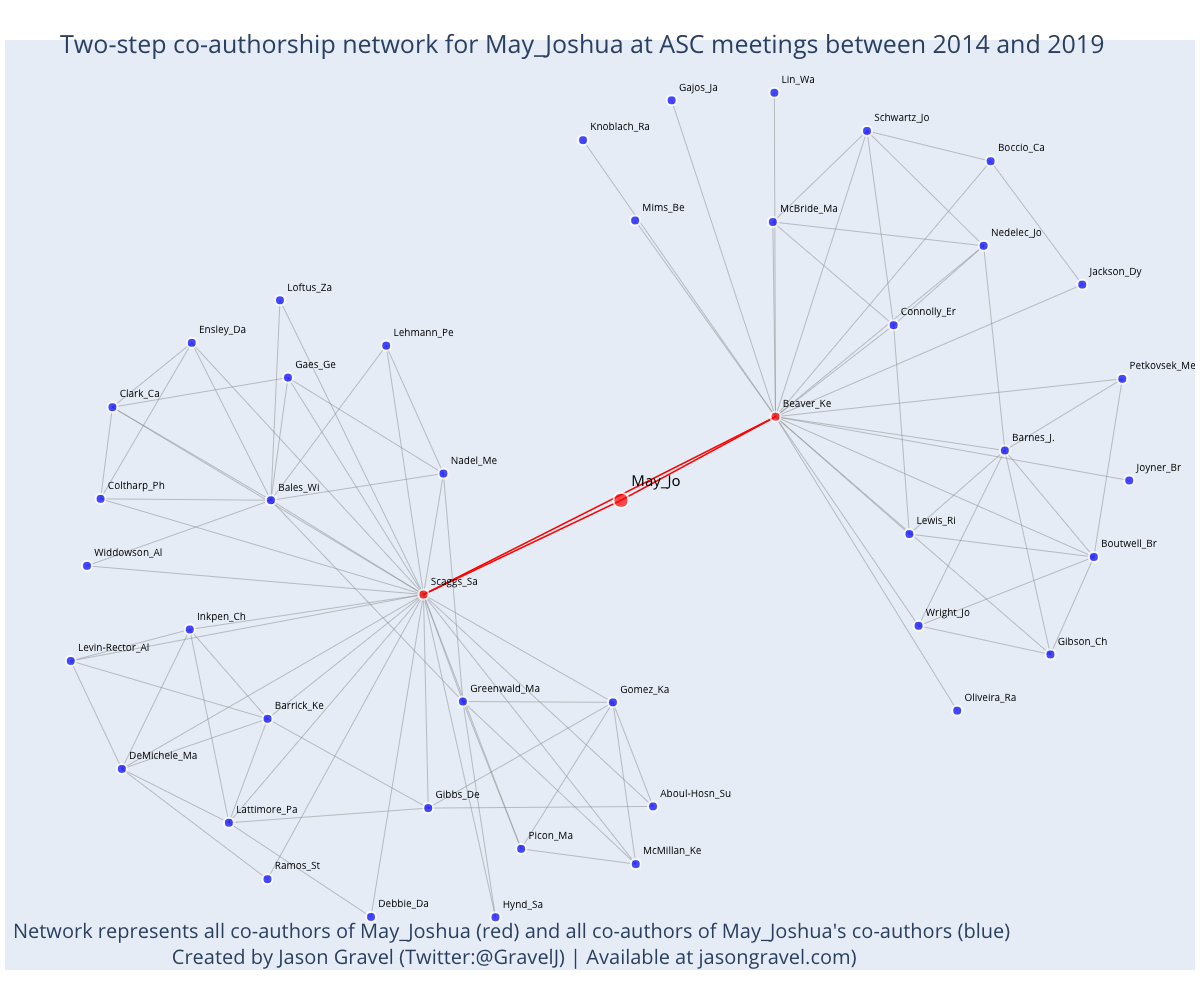 Two-step co-authorship network for May_Joshua at ASC meetings between 2014 and 2019
Lin_Wa
Gajos_Ja
Schwartz_Jo
Knoblach_Ra
Boccio_Ca
Mims_Be
McBride_Ma
Nedelec_Jo
Jackson_Dy
Loftus_Za
Connolly_Er
Ensley_Da
Lehmann_Pe
Gaes_Ge
Petkovsek_Me
Clark_Ca
Beaver_Ke
Barnes_J.
Nadel_Me
Joyner_Br
May_Jo
Coltharp_Ph
Bales_Wi
Lewis_Ri
Boutwell_Br
Widdowson_Al
Scaggs_Sa
Inkpen_Ch
Wright_Jo
Gibson_Ch
Levin-Rector_Al
Greenwald_Ma
Gomez_Ka
Oliveira_Ra
Barrick_Ke
DeMichele_Ma
Gibbs_De
Aboul-Hosn_Su
Lattimore_Pa
Picon_Ma
McMillan_Ke
Ramos_St
Debbie_Da
Hynd_Sa
Network represents all co-authors of May_Joshua (red) and all co-authors of May_Joshua's co-authors (blue)
Created by Jason Gravel (Twitter:@GravelJ) | Available at jasongravel.com)